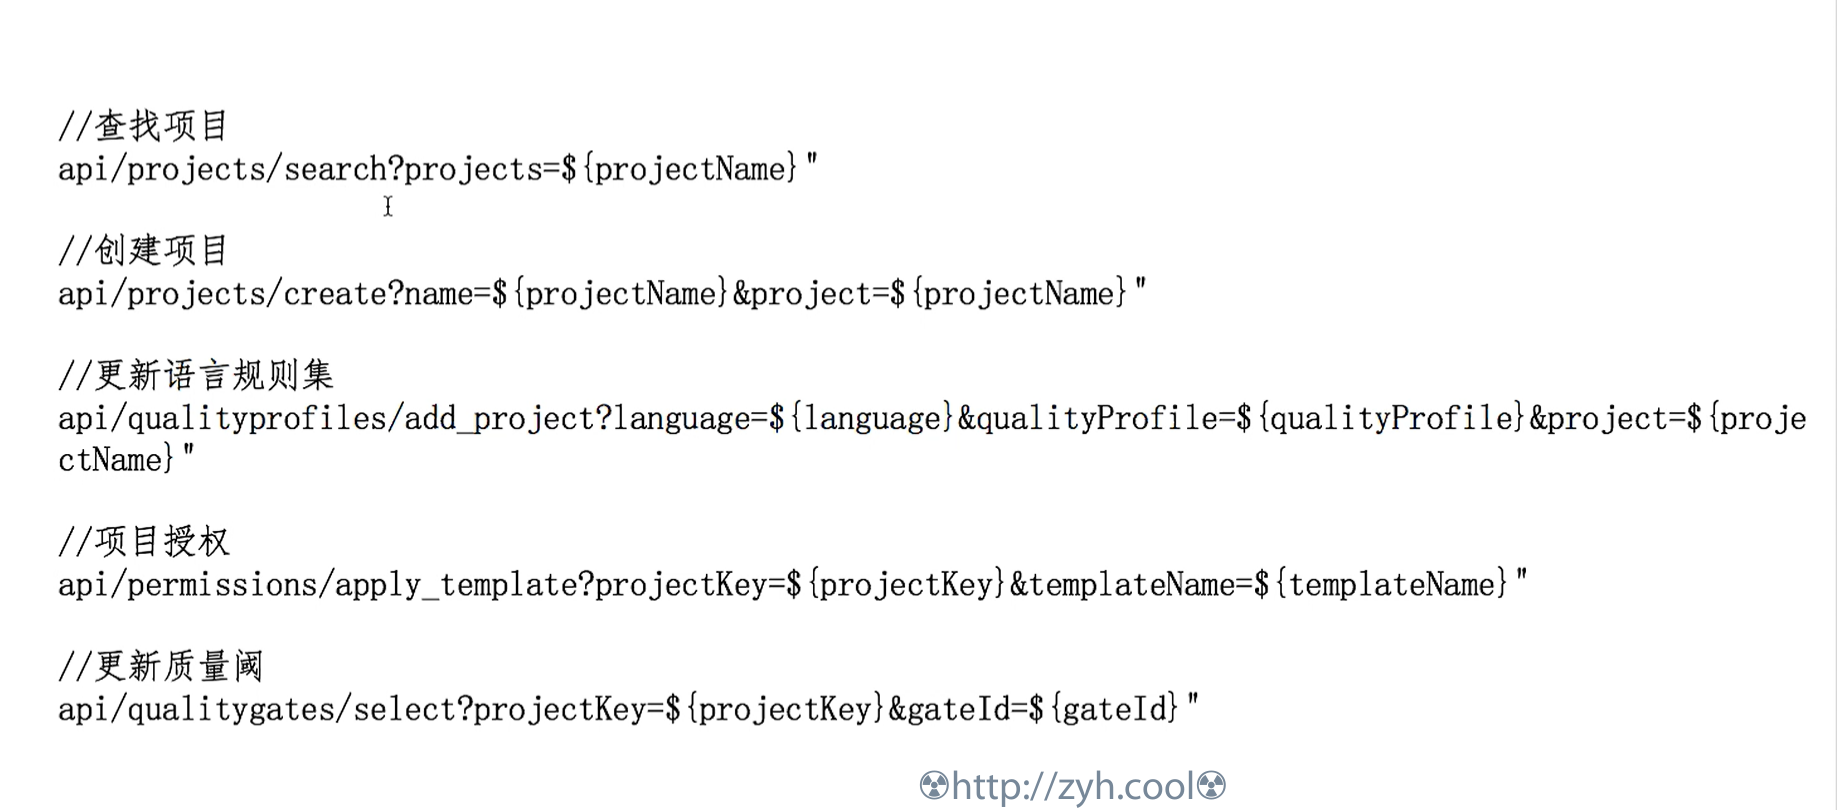 //查找项目
api/projects/search?projects=${projectName}"
//创建项目
api/projects/create?name=${projectName}&project=${projectName}"
//更新语言规则集
api/qualityprofiles/add_project?language=${language}&qualityProfile=${qualityProfile}&project=${proje
ctName}"
//项目授权
api/permissions/apply_template?projectKey=${projectKey}&templateName=${templateName}"
//更新质量阈
api/qualitygates/select?projectKey=${projectKey}&gateId=${gateId}"
☢http://zyh.cool☢